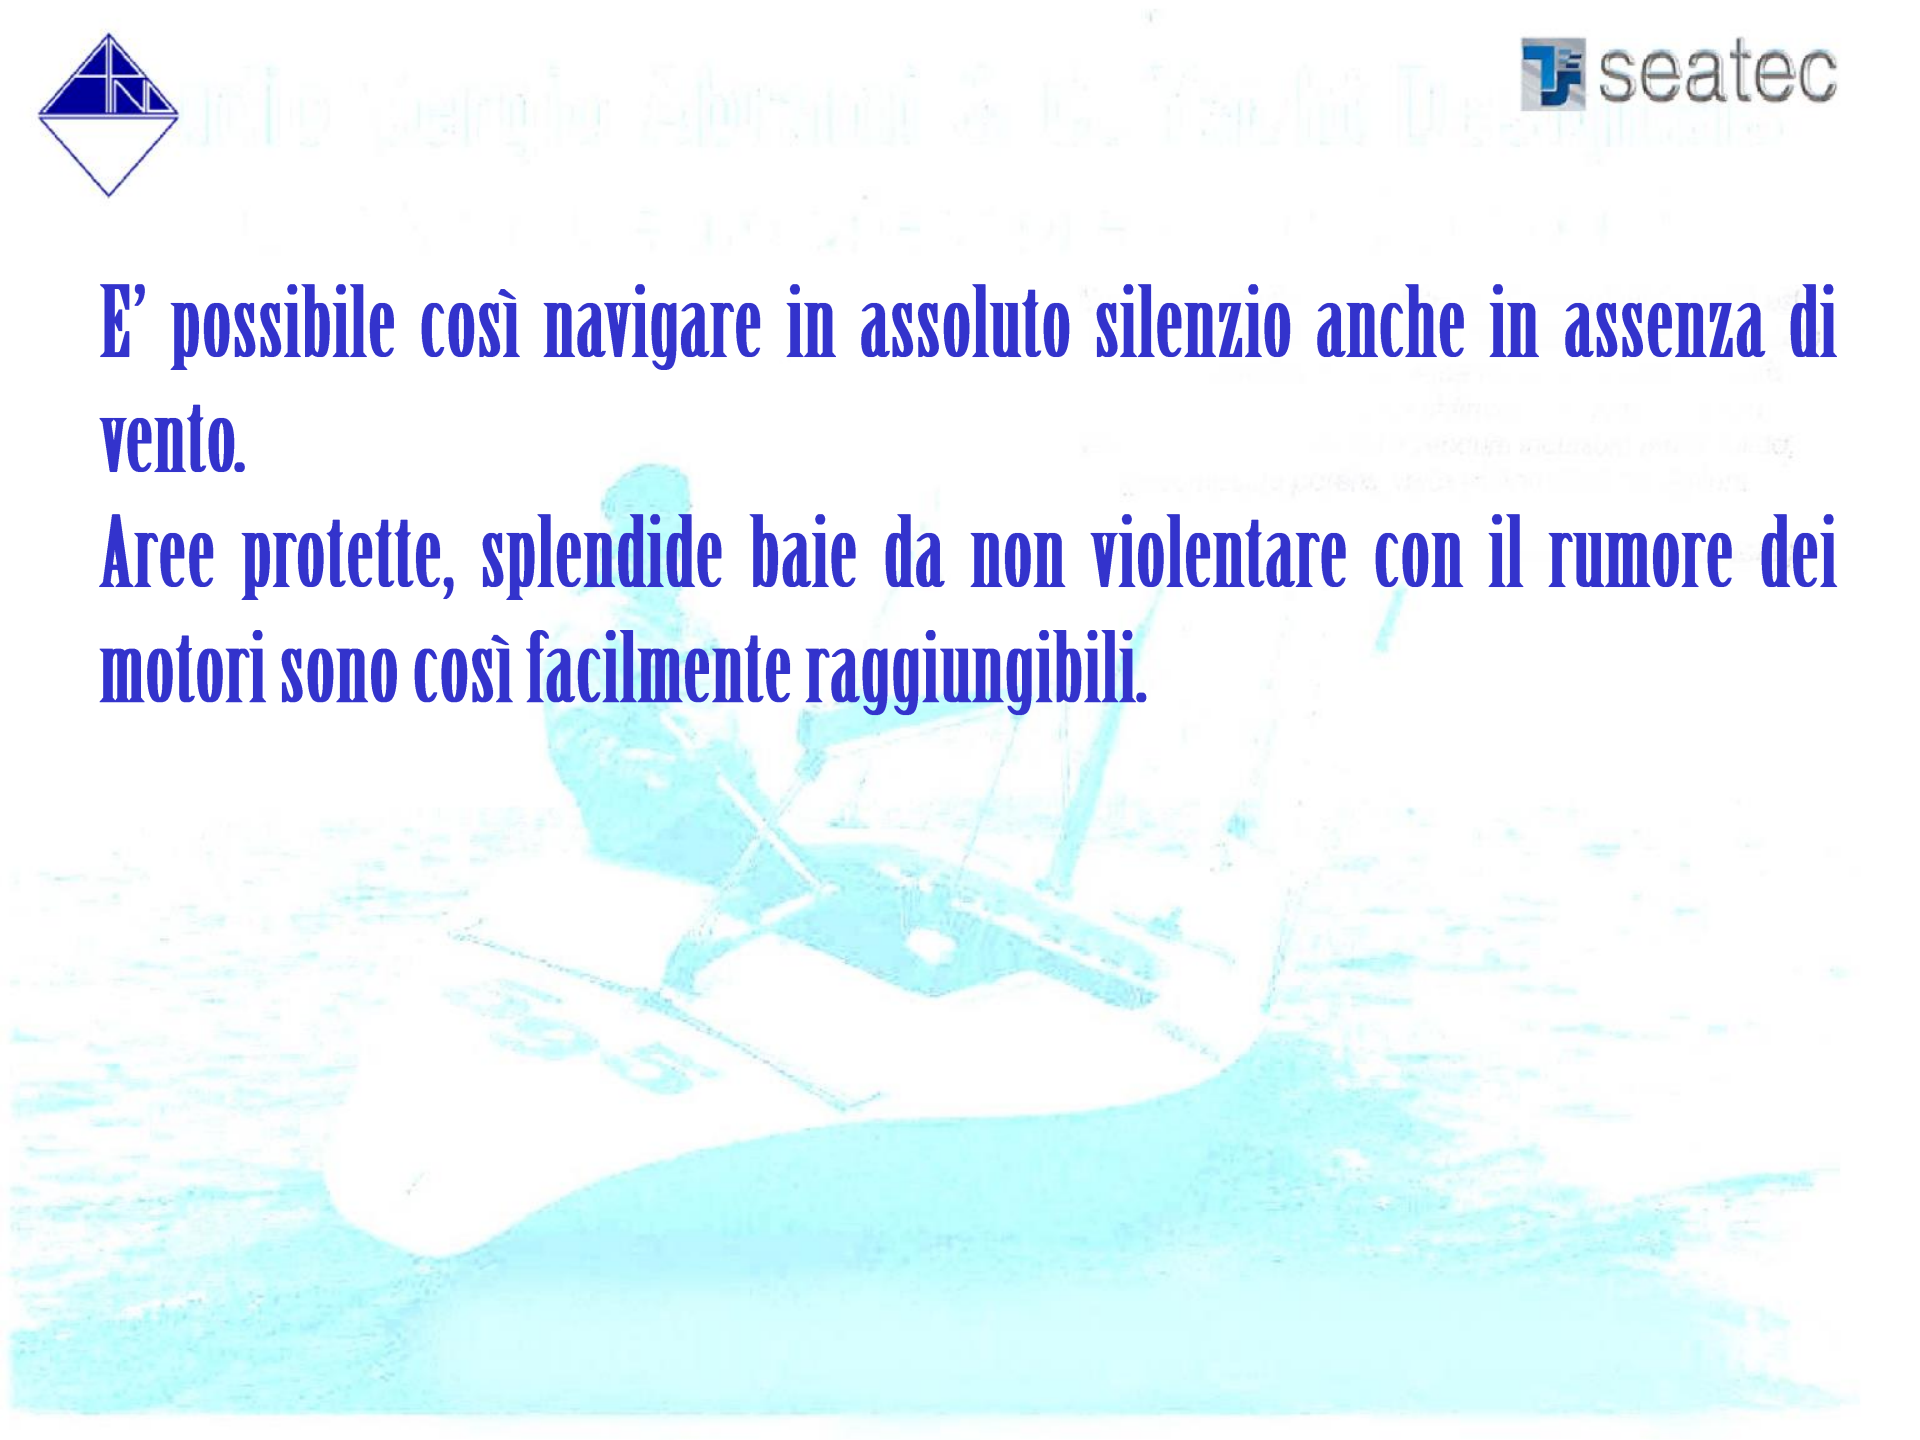 seatec
E’ possibile così navigare in assoluto silenzio anche in assenza di
vento.
Aree protette, splendide baie da non violentare con il rumore dei
motori sono così facilmente raggiungibili.
595